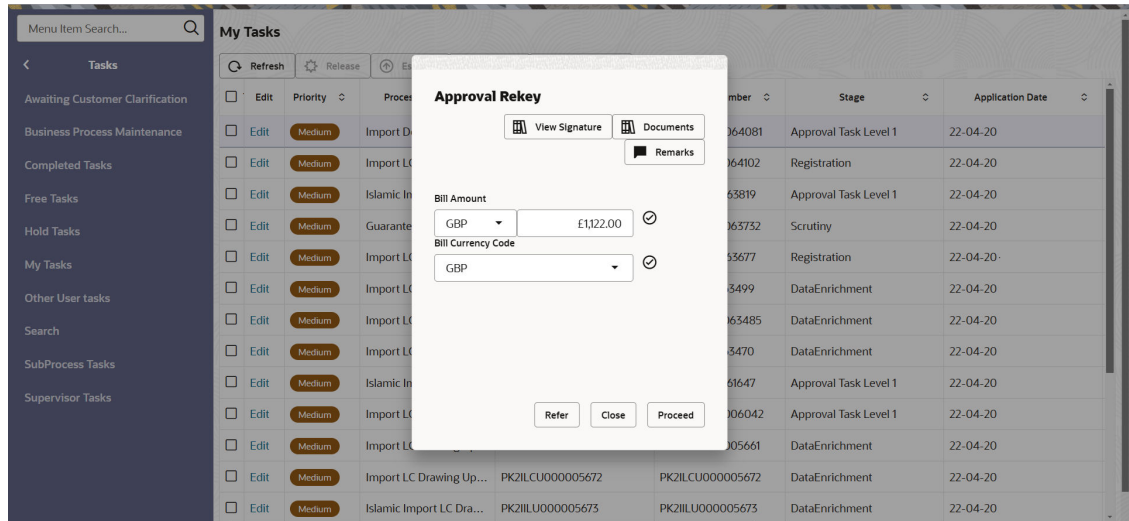 Menu Item Search...
My Tasks
Tasks
Refresh
Release
Es
Awaiting Customer Clarification
Business Process Maintenance
Completed Tasks
Free Tasks
Hold Tasks
My Tasks
Other User tasks
Search
SubProcess Tasks
Supervisor Tasks
Approval Rekey
View Signature
Documents
Remarks
Bill Amount
GBP £1,122.00
Bill Currency Code
GBP
Refer Close Proceed
Edit Priority Proces mber Stage Application Date
Edit Medium Import D 064081 Approval Task Level 1 22-04-20
Edit Medium Import LC 64102 Registration 22-04-20
Edit Medium Islamic In 63819 Approval Task Level 1 22-04-20
Edit Medium Guarante 063732 Scrutiny 22-04-20
Edit Medium Import LC 63677 Registration 22-04-20
Edit Medium Import LC 3499 DataEnrichment 22-04-20
Edit Medium Import LC 063485 DataEnrichment 22-04-20
Edit Medium Import LC 3470 DataEnrichment 22-04-20
Edit Medium Islamic In 61647 Approval Task Level 1 22-04-20
Edit Medium Import LC 006042 Approval Task Level 1 22-04-20
Edit Medium Import LC 005661 DataEnrichment 22-04-20
Edit Medium Import LC Drawing Up... PK2ILCU000005672 PK2ILCU000005672 DataEnrichment 22-04-20
Edit Medium Islamic Import LC Dra... PK2IILU000005673 PK2IILU000005673 DataEnrichment 22-04-20